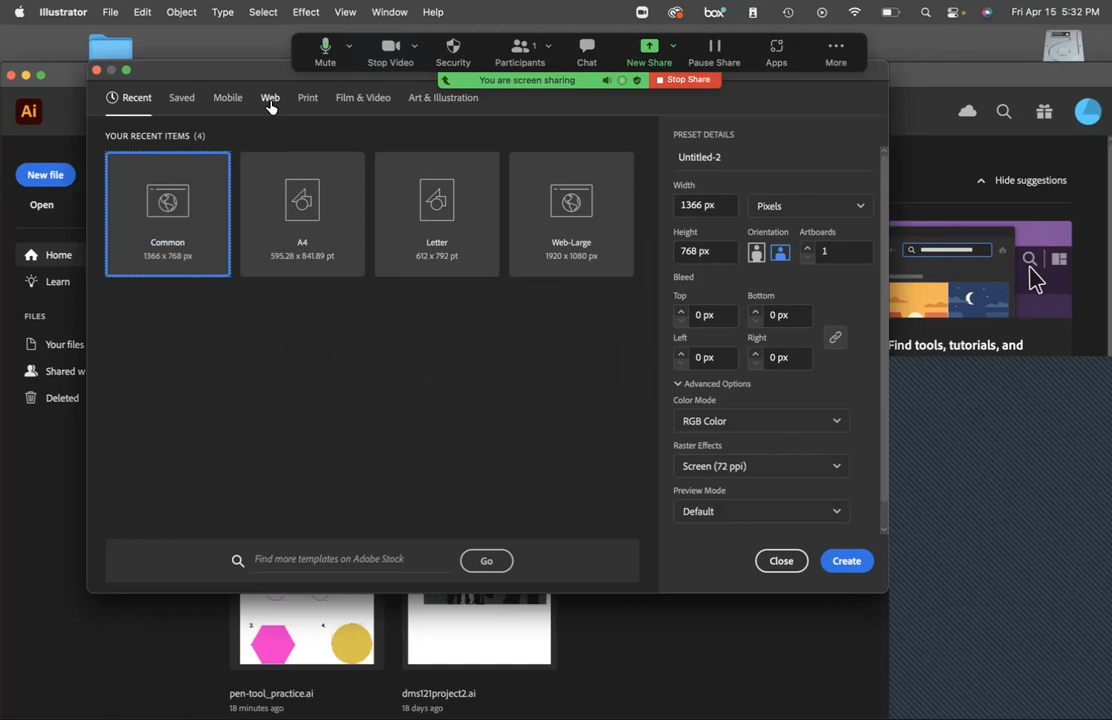 Illustrator File Edit Object Type Select Effect View Window Help
box
Fri Apr 15 5:32 PM
Mute Stop Video Security Participants 1 Chat New Share Pause Share Apps More
You are screen sharing Stop Share
Ai
Recent Saved Mobile Web Print Film & Video Art & Illustration
YOUR RECENT ITEMS (4)
Common
1366 x 768 px
A4
595.28 x 841.89 pt
Letter
612 x 792 pt
Web-Large
1920 x 1080 px
PRESET DETAILS
Untitled-2
Width
1366 px Pixels
Height Orientation Artboards
768 px 1
Bleed
Top Bottom
0 px 0 px
Left Right
0 px 0 px
Advanced Options
Color Mode
RGB Color
Raster Effects
Screen (72 ppi)
Preview Mode
Default
Find more templates on Adobe Stock Go
Close Create
New file
Open
Home
Learn
FILES
Your files
Shared w
Deleted
Hide suggestions
Find tools, tutorials, and
3. 4.
pen-tool_practice.ai
18 minutes ago
dms121project2.ai
18 days ago